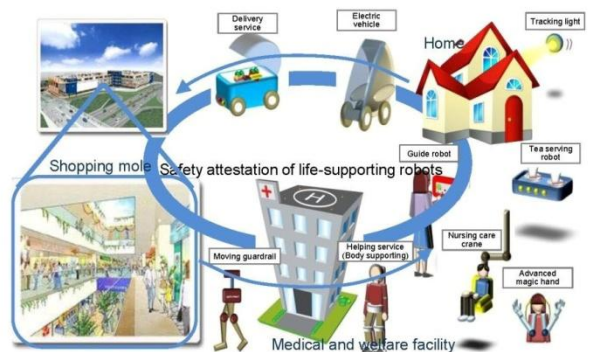 Delivery
service
Electric
vehicle
Home
Tracking light
Shopping mole
Safety attestation of life-supporting robots
Guide robot
Tea serving
robot
Moving guardrail
Helping service
(Body supporting)
Nursing care
crane
Advanced
magic hand
H
Medical and welfare facility